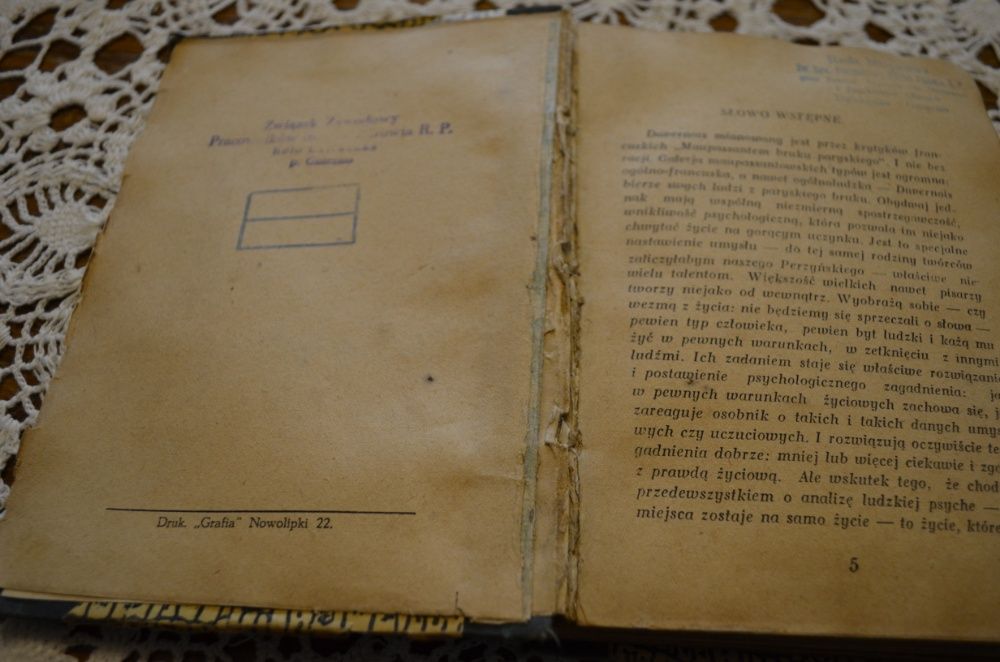 Związek Zawodowy
R. P.
Druk. „Grafia" Nowolipki 22.
SŁOWO WSTĘPNE.
Duvernois mianowany jest przez krytyków fran-
cuskich „Maupassantem bruku paryskiego". I nie bez
racji. Galerja maupassantowskich typów jest ogromna:
ogólno-francuska, a nawet ogólnoludzka — Duvernois
bierze swych ludzi z paryskiego bruku. Obydwaj jed-
nak mają wspólną niezmierną spostrzegawczość,
wnikliwość psychologiczną, która pozwala im niejako
chwytać życie na gorącym uczynku. Jest to specjalne
nastawienie umysłu — do tej samej rodziny twórców
zaliczyłabym naszego Perzyńskiego — właściwe nie-
wielu talentom. Większość wielkich nawet pisarzy
tworzy niejako od wewnątrz. Wyobrażą sobie — czy
wezmą z życia: nie będziemy się sprzeczali o słowa —
pewien typ człowieka, pewien byt ludzki i każą mu
żyć w pewnych warunkach, w zetknięciu z innymi
ludźmi. Ich zadaniem staje się właściwe rozwiązani
i postawienie psychologicznego zagadnienia: ja
w pewnych warunkach życiowych zachowa się, j
zareaguje osobnik o takich i takich danych umys
wych czy uczuciowych. I rozwiązują oczywiście te
gadnienia dobrze: mniej lub więcej ciekawie i zgo
z prawdą życiową. Ale wskutek tego, że chod
przedewszystkiem o analizę ludzkiej psyche —
miejsca zostaje na samo życie — to życie, które
5